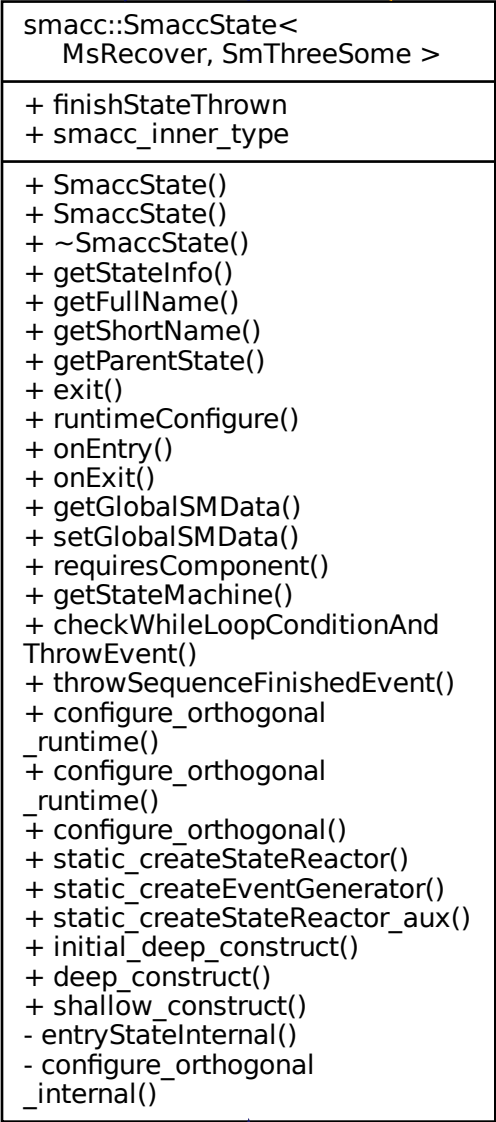 smacc::SmaccState<
MsRecover, SmThreeSome >
+ finishStateThrown
+ smacc_inner_type
+ SmaccState()
+ SmaccState()
+ ~SmaccState()
+ getStateInfo()
+ getFullName()
+ getShortName()
+ getParentState()
+ exit()
+ runtimeConfigure()
+ onEntry()
+ onExit()
+ getGlobalSMData()
+ setGlobalSMData()
+ requiresComponent()
+ getStateMachine()
+ checkWhileLoopConditionAnd
ThrowEvent()
+ throwSequenceFinishedEvent()
+ configure_orthogonal
_runtime()
+ configure_orthogonal
_runtime()
+ configure_orthogonal()
+ static_createStateReactor()
+ static_createEventGenerator()
+ static_createStateReactor_aux()
+ initial_deep_construct()
+ deep_construct()
+ shallow_construct()
- entryStateInternal()
- configure_orthogonal
_internal()